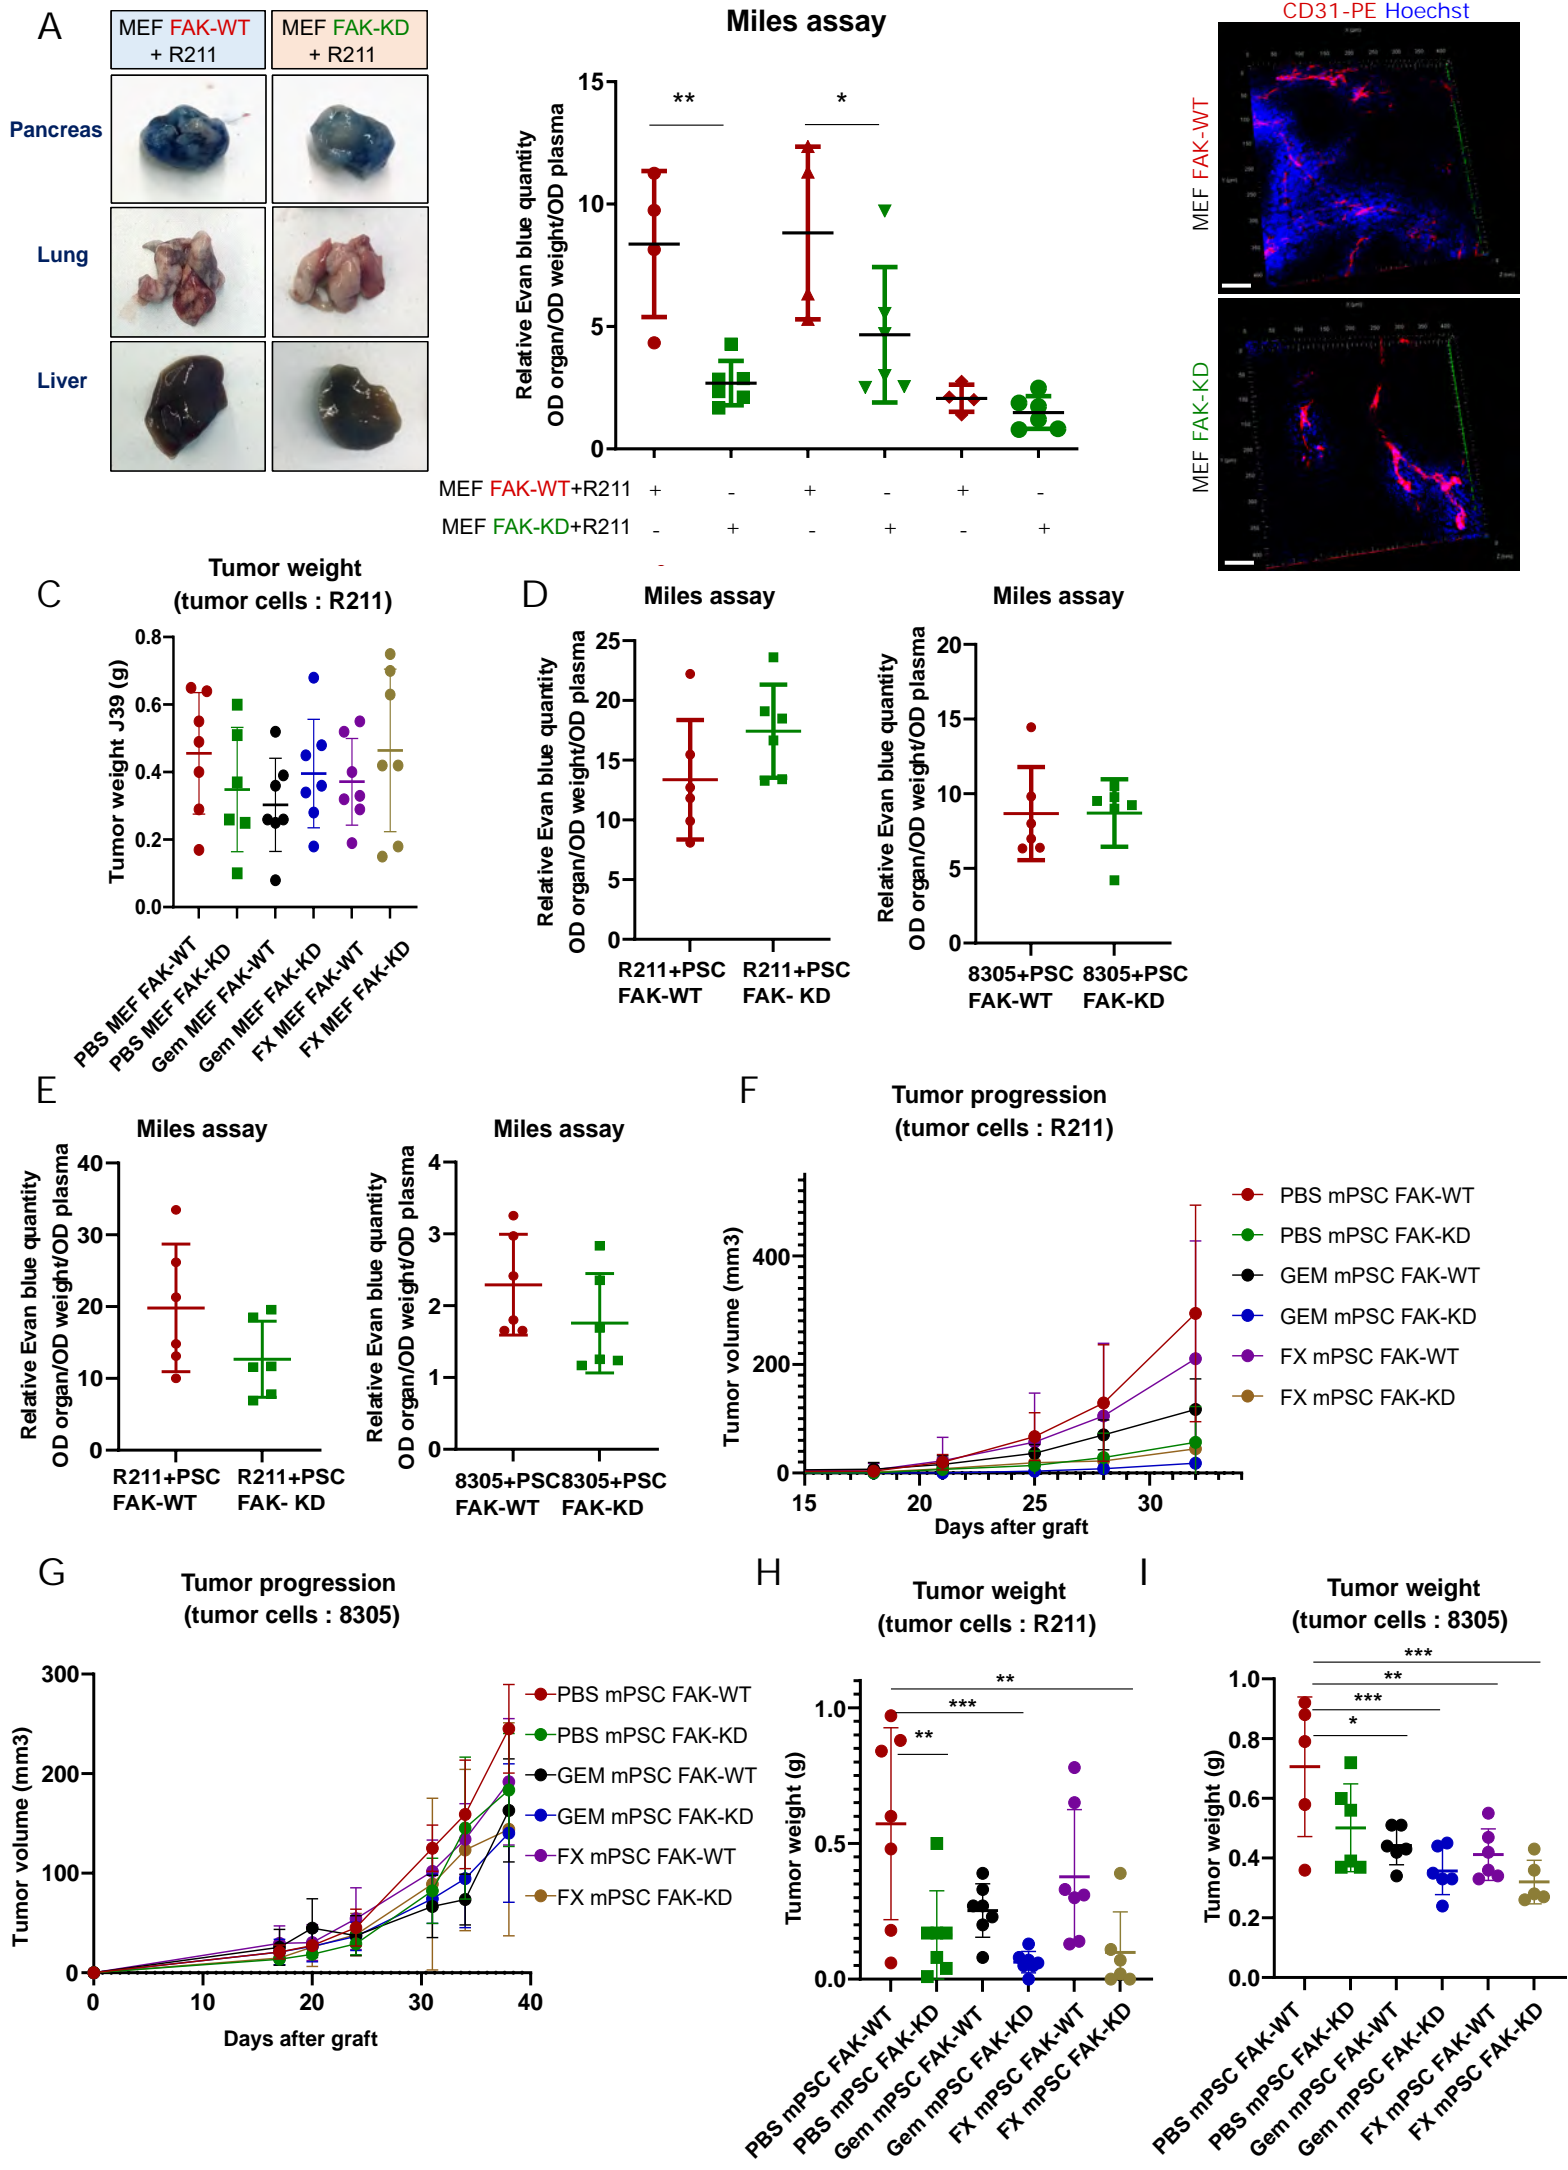 A
MEF FAK-WT
+ R211
MEF FAK-KD
+ R211
Pancreas
Lung
Liver
Miles assay
Relative Evan blue quantity
OD organ/OD weight/OD plasma
15
10
5
0
**
*
MEF FAK-WT+R211 + - + - + -
MEF FAK-KD+R211 - + - + - +
CD31-PE Hoechst
MEF FAK-WT
MEF FAK-KD
C
Tumor weight
(tumor cells : R211)
Tumor weight J39 (g)
0.8
0.6
0.4
0.2
0.0
PBS MEF FAK-WT
PBS MEF FAK-KD
Gem MEF FAK-WT
Gem MEF FAK-KD
FX MEF FAK-WT
FX MEF FAK-KD
D
Miles assay
Relative Evan blue quantity
OD organ/OD weight/OD plasma
25
20
15
10
5
0
R211+PSC
FAK-WT
R211+PSC
FAK- KD
Miles assay
Relative Evan blue quantity
OD organ/OD weight/OD plasma
20
15
10
5
0
8305+PSC
FAK-WT
8305+PSC
FAK-KD
E
Miles assay
Relative Evan blue quantity
OD organ/OD weight/OD plasma
40
30
20
10
0
R211+PSC
FAK-WT
R211+PSC
FAK- KD
Miles assay
Relative Evan blue quantity
OD organ/OD weight/OD plasma
4
3
2
1
0
8305+PSC
FAK-WT
8305+PSC
FAK-KD
F
Tumor progression
(tumor cells : R211)
Tumor volume (mm3)
400
200
0
15 20 25 30
Days after graft
PBS mPSC FAK-WT
PBS mPSC FAK-KD
GEM mPSC FAK-WT
GEM mPSC FAK-KD
FX mPSC FAK-WT
FX mPSC FAK-KD
G
Tumor progression
(tumor cells : 8305)
Tumor volume (mm3)
300
200
100
0
0 10 20 30 40
Days after graft
PBS mPSC FAK-WT
PBS mPSC FAK-KD
GEM mPSC FAK-WT
GEM mPSC FAK-KD
FX mPSC FAK-WT
FX mPSC FAK-KD
H
Tumor weight
(tumor cells : R211)
Tumor weight (g)
1.0
0.5
0.0
**
***
**
PBS mPSC FAK-WT
PBS mPSC FAK-KD
Gem mPSC FAK-WT
Gem mPSC FAK-KD
FX mPSC FAK-WT
FX mPSC FAK-KD
I
Tumor weight
(tumor cells : 8305)
Tumor weight (g)
1.0
0.8
0.6
0.4
0.2
0.0
***
**
***
*
PBS mPSC FAK-WT
PBS mPSC FAK-KD
Gem mPSC FAK-WT
Gem mPSC FAK-KD
FX mPSC FAK-WT
FX mPSC FAK-KD